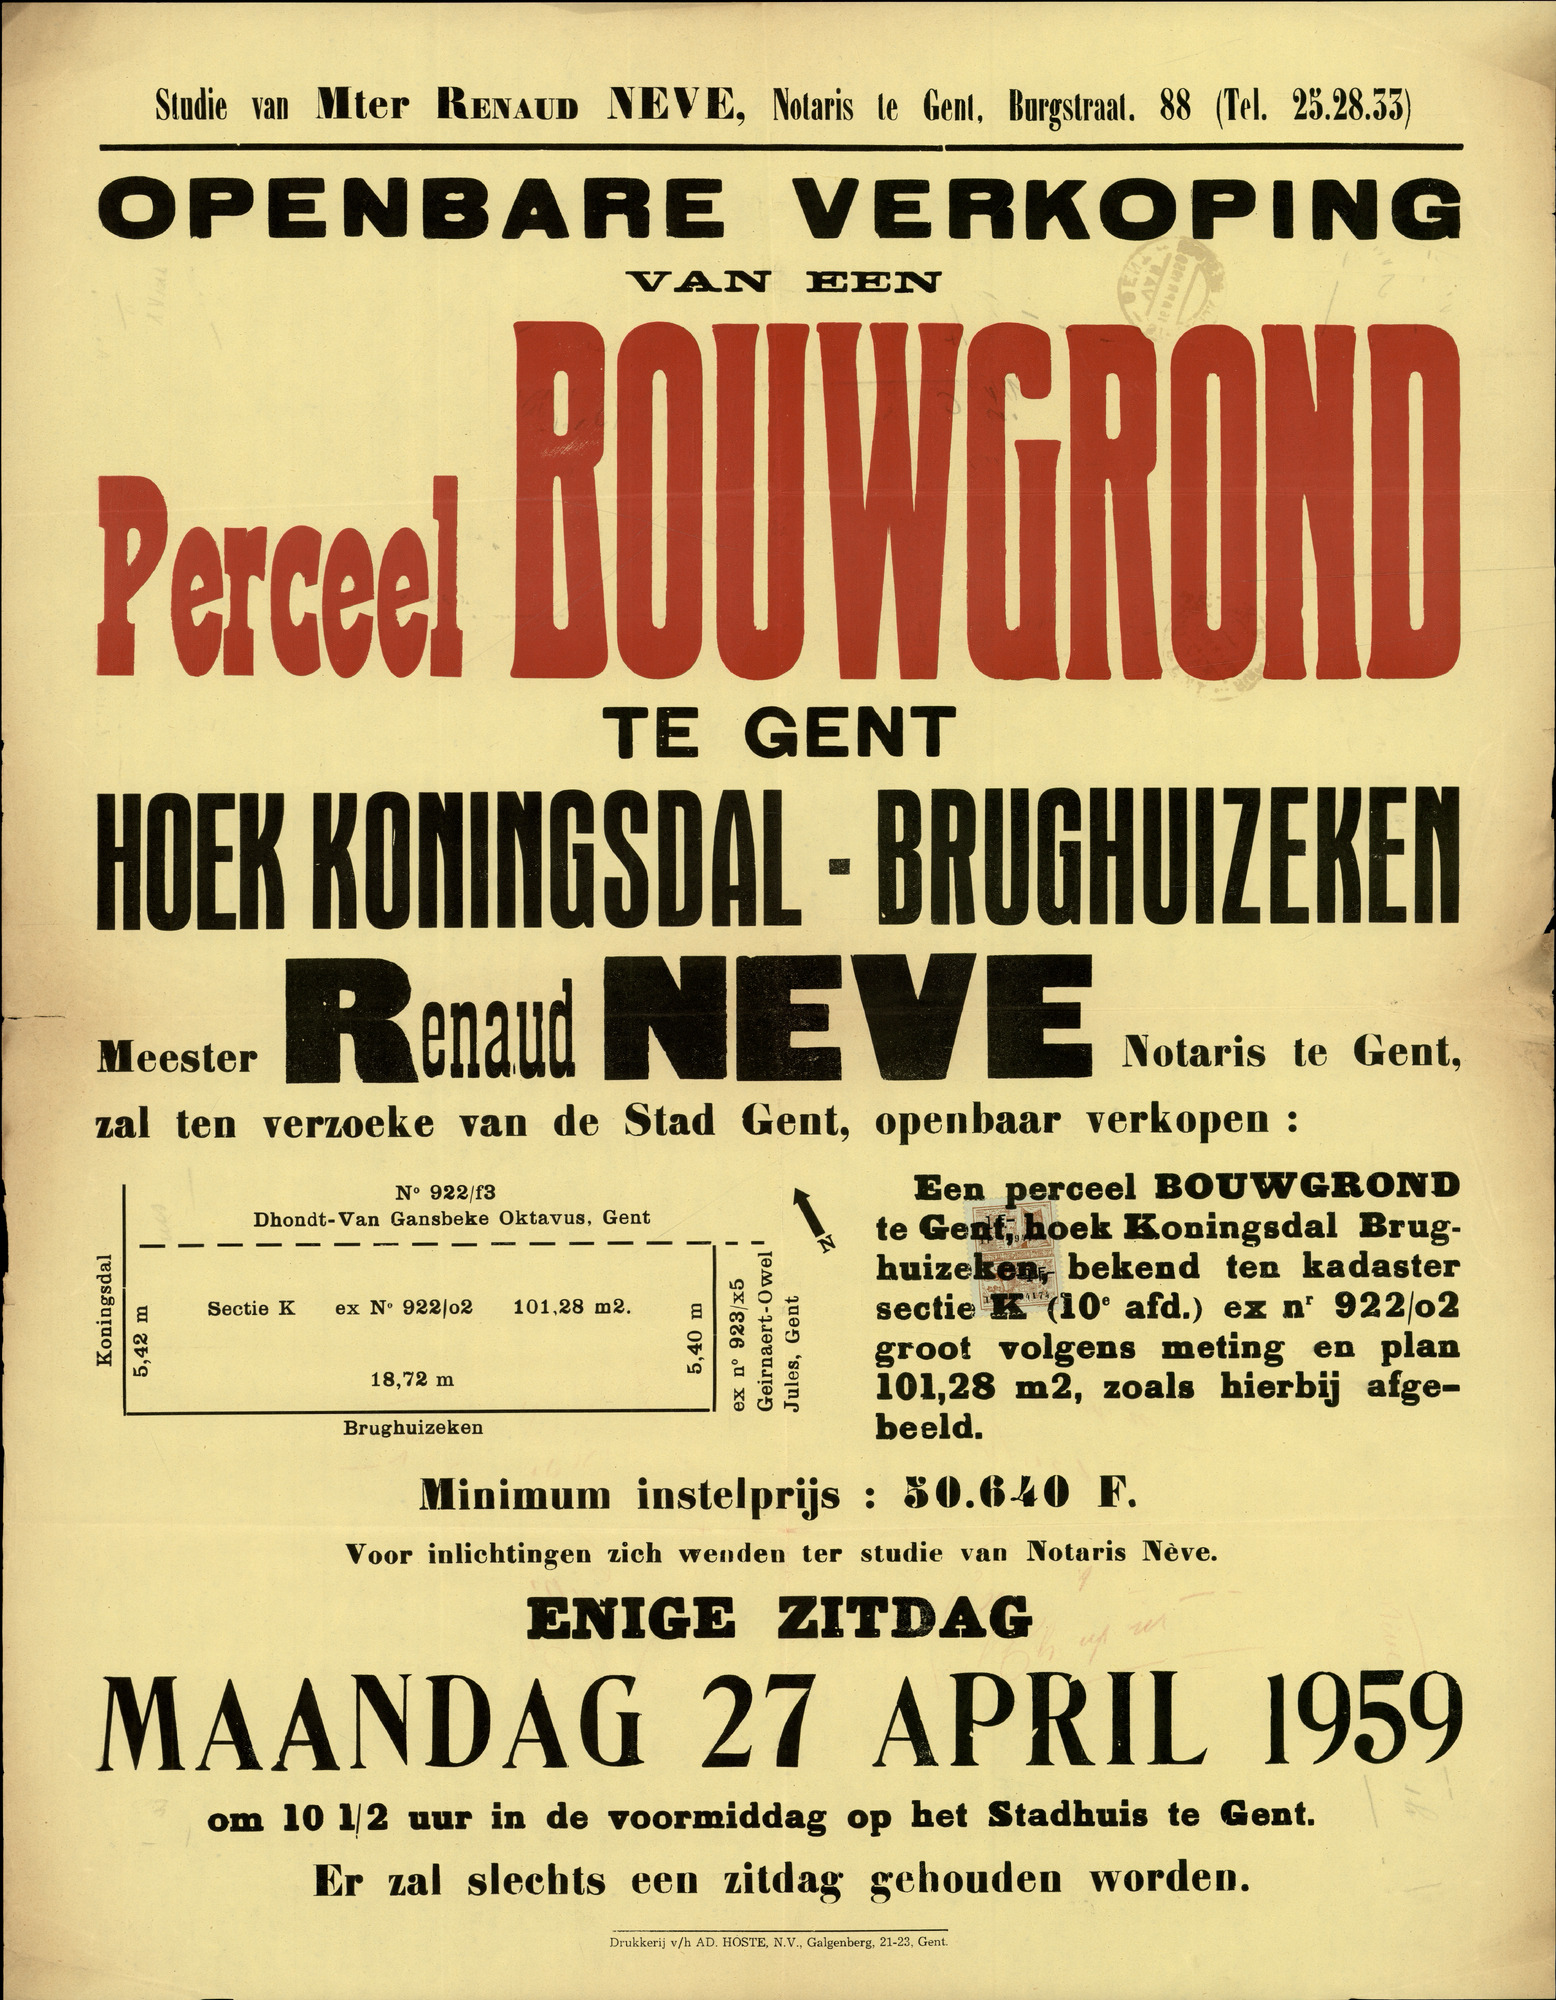 Studie van Mter RENAUD NEVE, Notaris te Gent, Burgstraat. 88 (Tel. 25.28.33)
OPENBARE VERKOPING
VAN EEN
Perceel BOUWGROND
TE GENT
HOEK KONINGSDAL - BRUGHUIZEKEN
Meester Renaud NEVE Notaris te Gent,
zal ten verzoeke van de Stad Gent, openbaar verkopen :
N° 922/f3
Dhondt-Van Gansbeke Oktavus, Gent
Koningsdal
5,42 m
Sectie K ex N° 922/o2 101,28 m2.
18,72 m
5,40 m
ex n° 923/x5
Geirnaert-Owel
Jules, Gent
Brughuizeken
N
Een perceel BOUWGROND
te Gent, hoek Koningsdal Brug-
huizeken, bekend ten kadaster
sectie K (10e afd.) ex nr 922/o2
groot volgens meting en plan
101,28 m2, zoals hierbij afge-
beeld.
Minimum instelprijs : 50.640 F.
Voor inlichtingen zich wenden ter studie van Notaris Nève.
ENIGE ZITDAG
MAANDAG 27 APRIL 1959
om 10 1/2 uur in de voormiddag op het Stadhuis te Gent.
Er zal slechts een zitdag gehouden worden.
Drukkerij v/h AD. HOSTE, N.V., Galgenberg, 21-23, Gent.